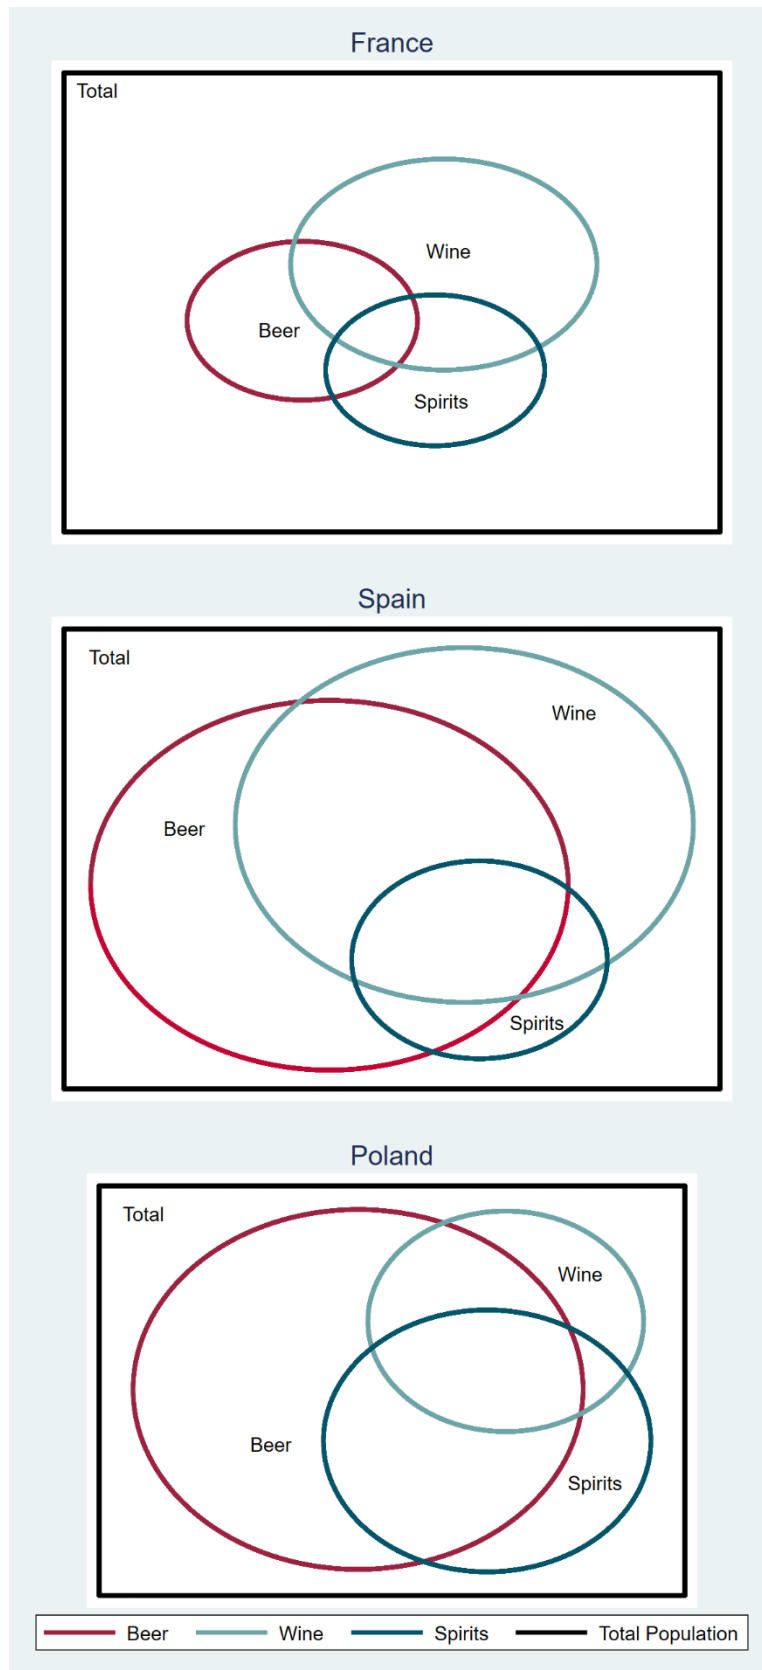 France
Total
Wine
Beer
Spirits
Spain
Total
Wine
Beer
Spirits
Poland
Total
Wine
Beer
Spirits
Beer Wine Spirits Total Population